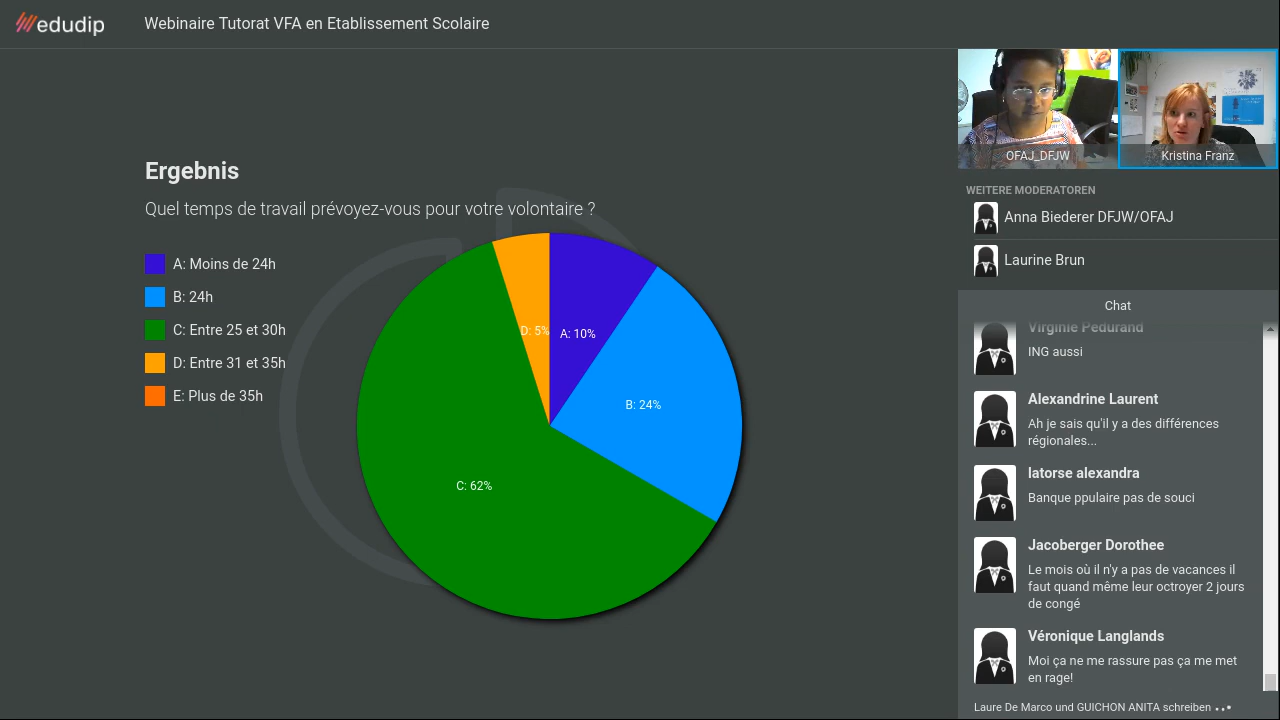 edudip
Webinaire Tutorat VFA en Etablissement Scolaire
Ergebnis
Quel temps de travail prévoyez-vous pour votre volontaire ?
A: Moins de 24h
B: 24h
C: Entre 25 et 30h
D: Entre 31 et 35h
E: Plus de 35h
D: 5%
A: 10%
B: 24%
C: 62%
OFAJ_DFJW
Kristina Franz
WEITERE MODERATOREN
Anna Biederer DFJW/OFAJ
Laurine Brun
Chat
Virginie Pedurand
ING aussi
Alexandrine Laurent
Ah je sais qu'il y a des différences
régionales...
latorse alexandra
Banque ppulaire pas de souci
Jacoberger Dorothee
Le mois où il n'y a pas de vacances il
faut quand même leur octroyer 2 jours
de congé
Véronique Langlands
Moi ça ne me rassure pas ça me met
en rage!
Laure De Marco und GUICHON ANITA schreiben